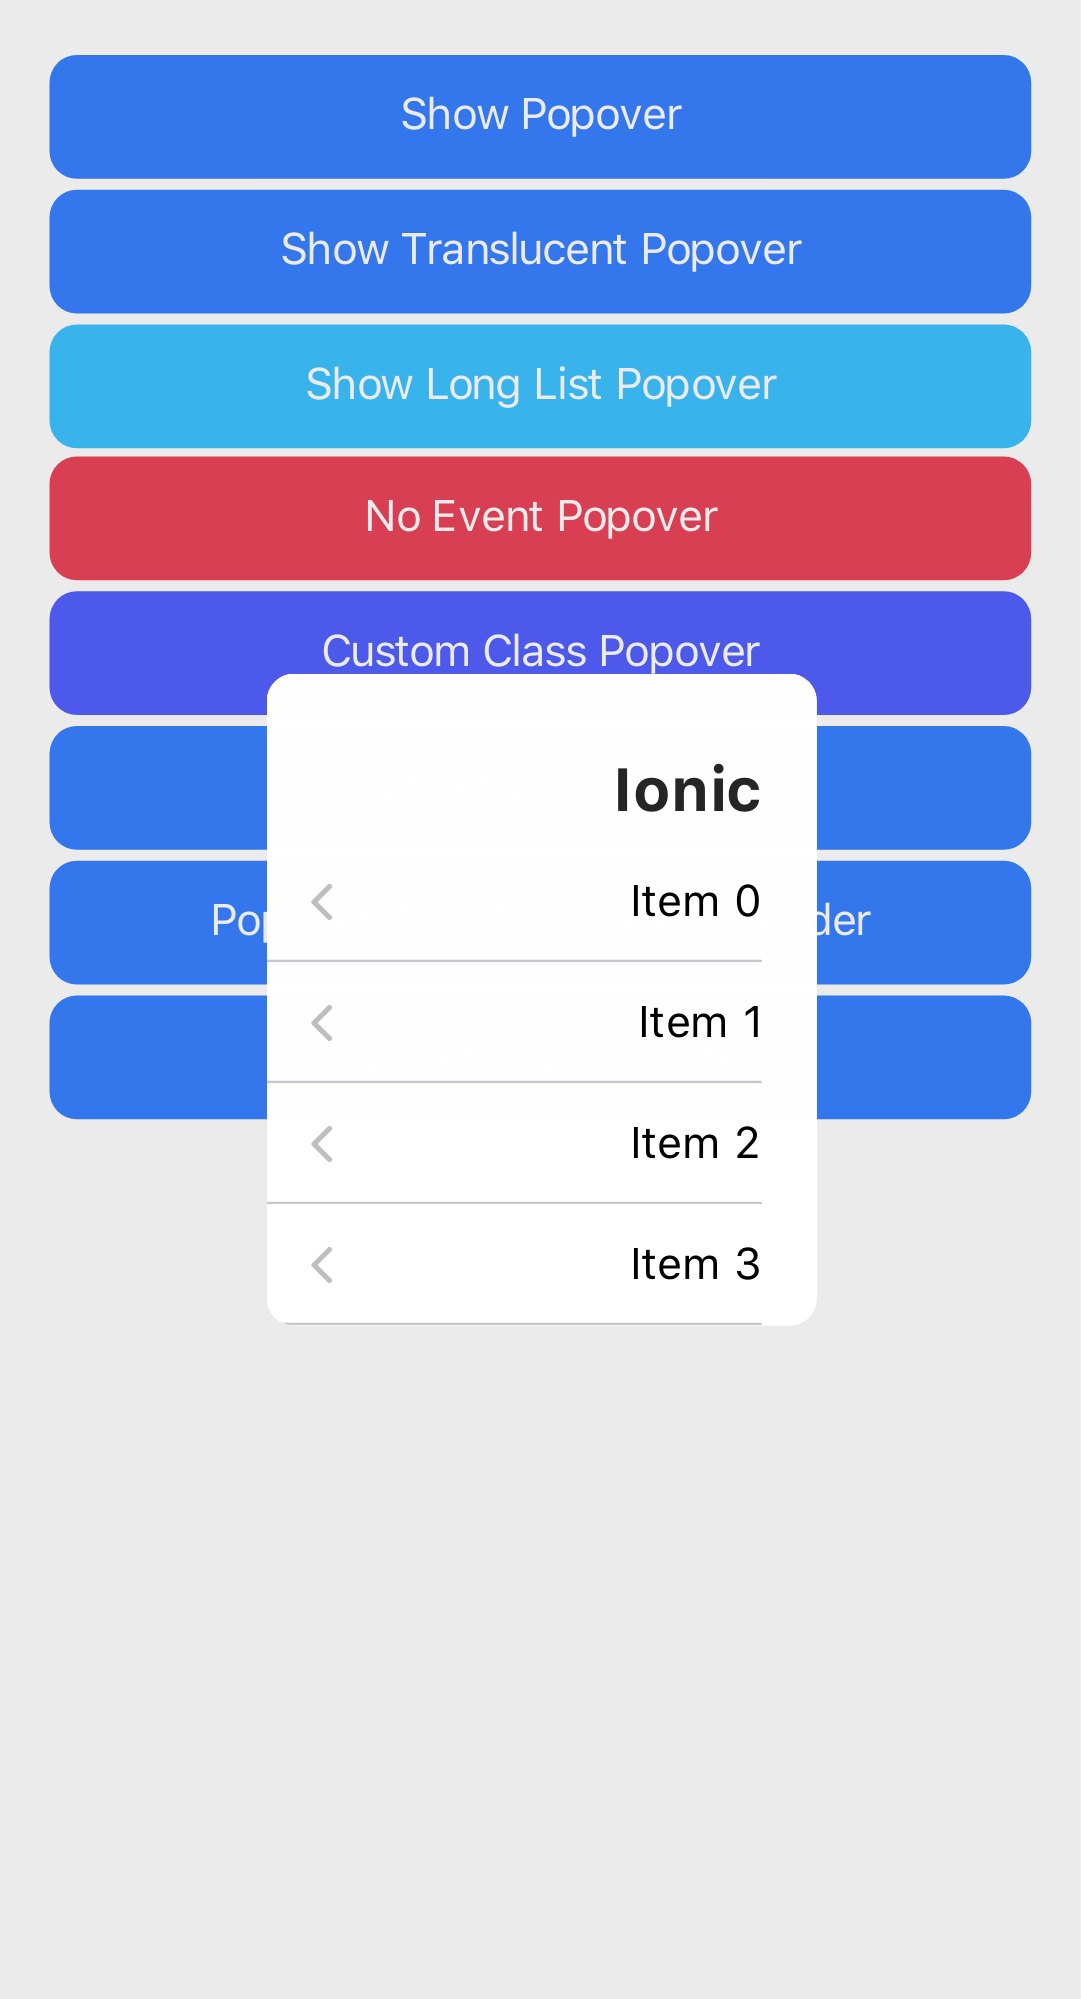 Show Popover
Show Translucent Popover
Show Long List Popover
No Event Popover
Custom Class Popover
Ionic
Item 0
Item 1
Item 2
Item 3